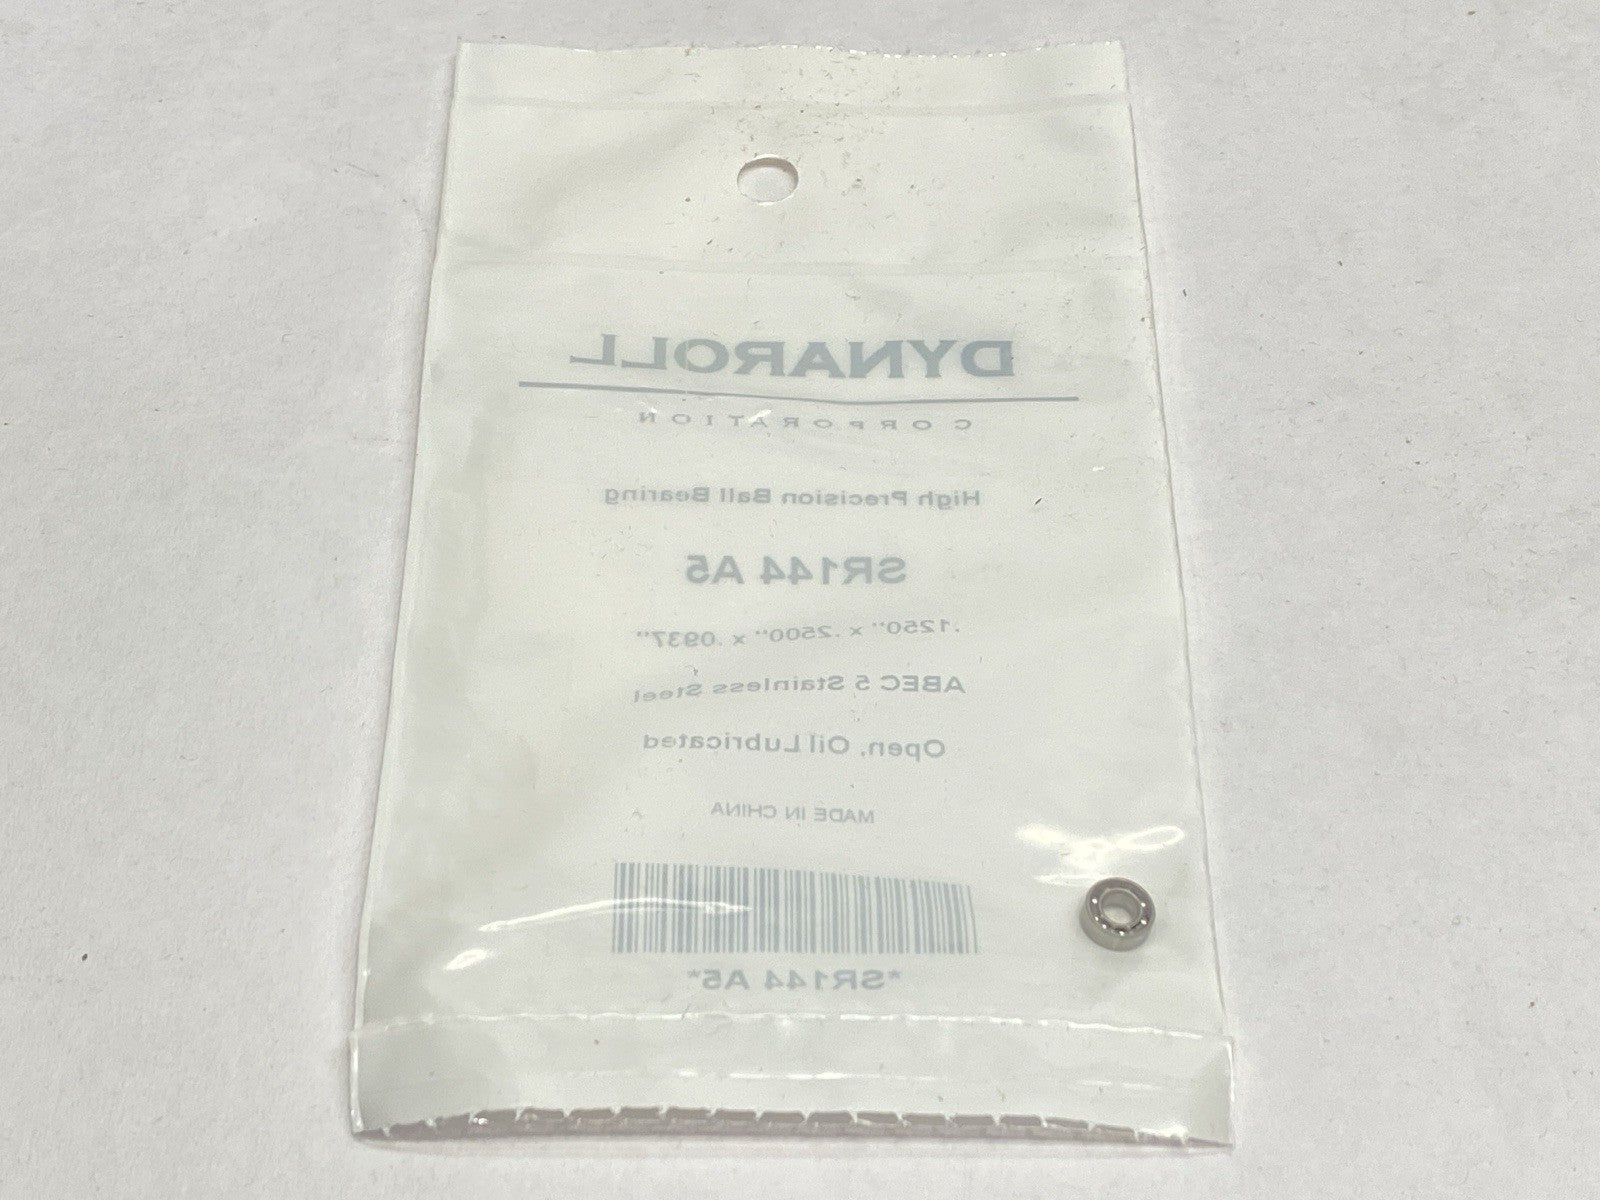 DYNAROLL
CORPORATION
High Precision Ball Bearing
SR144 A5
.1250" x .2500" x .0937"
ABEC 5 Stainless Steel
Open, Oil Lubricated
MADE IN CHINA
*SR144 A5*